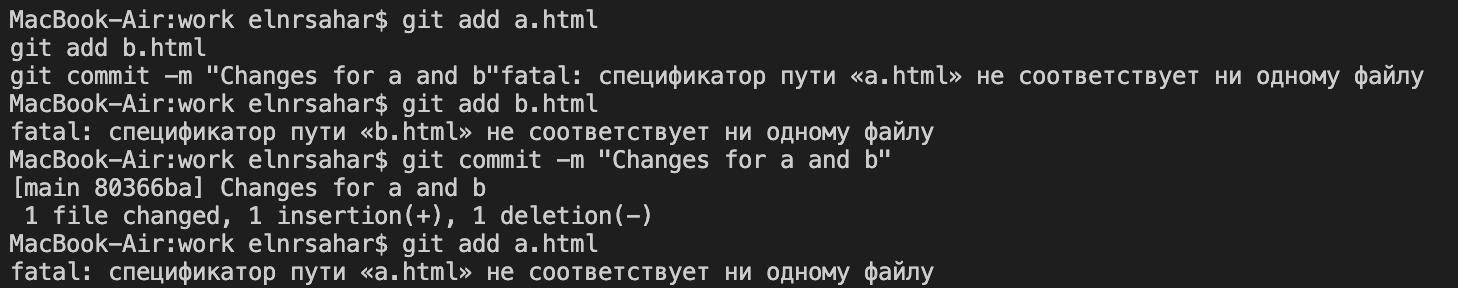 MacBook-Air:work elnrsahar$ git add a.html
git add b.html
git commit -m "Changes for a and b"fatal: спецификатор пути «a.html» не соответствует ни одному файлу
MacBook-Air:work elnrsahar$ git add b.html
fatal: спецификатор пути «b.html» не соответствует ни одному файлу
MacBook-Air:work elnrsahar$ git commit -m "Changes for a and b"
[main 80366ba] Changes for a and b
 1 file changed, 1 insertion(+), 1 deletion(-)
MacBook-Air:work elnrsahar$ git add a.html
fatal: спецификатор пути «a.html» не соответствует ни одному файлу